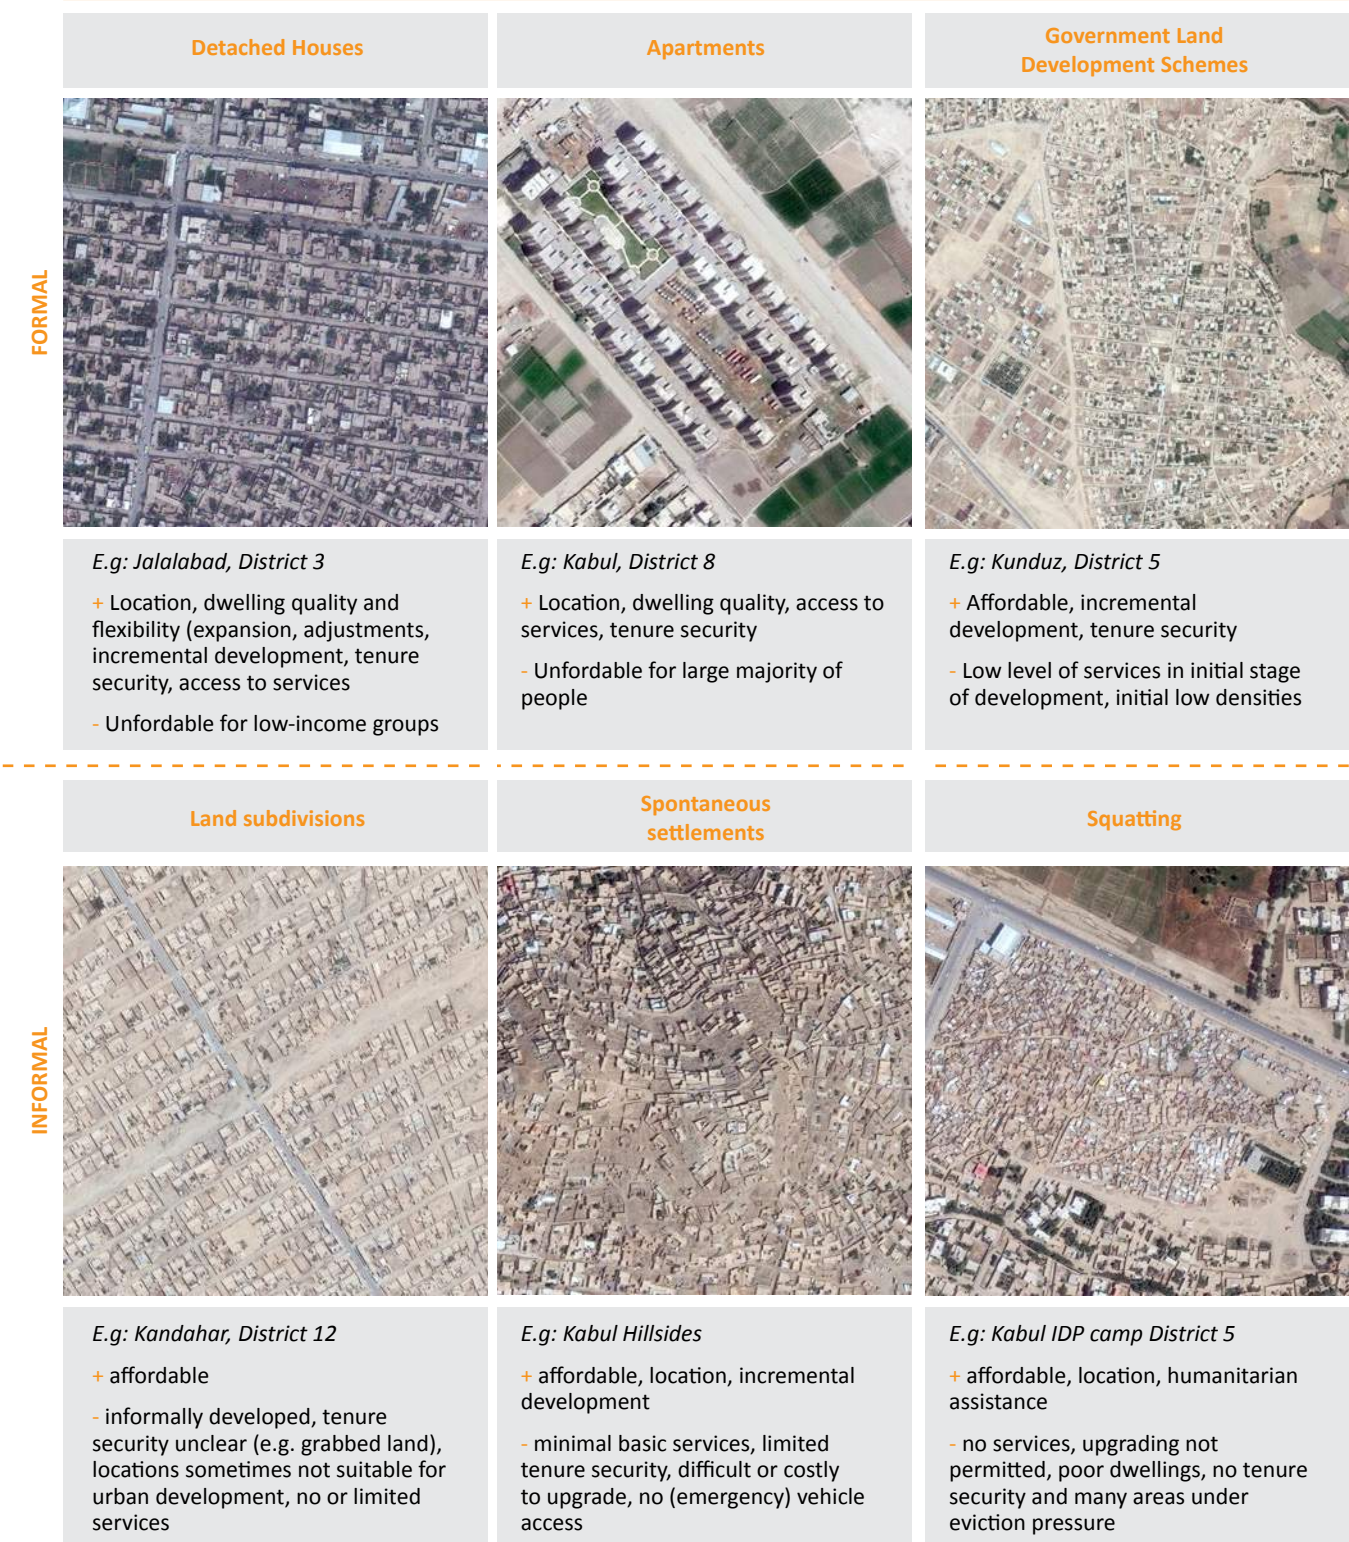 Detached Houses
Apartments
Government Land
Development Schemes
FORMAL
E.g: Jalalabad, District 3
+ Location, dwelling quality and
flexibility (expansion, adjustments,
incremental development, tenure
security, access to services
- Unfordable for low-income groups
E.g: Kabul, District 8
+ Location, dwelling quality, access to
services, tenure security
- Unfordable for large majority of
people
E.g: Kunduz, District 5
+ Affordable, incremental
development, tenure security
- Low level of services in initial stage
of development, initial low densities
Land subdivisions
Spontaneous
settlements
Squatting
INFORMAL
E.g: Kandahar, District 12
+ affordable
- informally developed, tenure
security unclear (e.g. grabbed land),
locations sometimes not suitable for
urban development, no or limited
services
E.g: Kabul Hillsides
+ affordable, location, incremental
development
- minimal basic services, limited
tenure security, difficult or costly
to upgrade, no (emergency) vehicle
access
E.g: Kabul IDP camp District 5
+ affordable, location, humanitarian
assistance
- no services, upgrading not
permitted, poor dwellings, no tenure
security and many areas under
eviction pressure